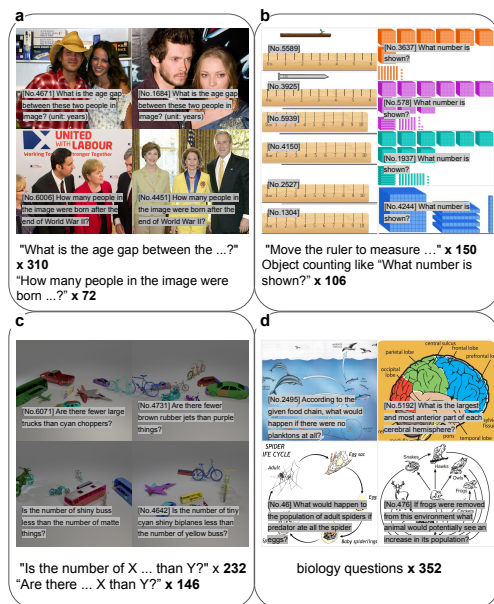 a
[No.4671] What is the age gap
between these two people in
image? (unit: years)
[No.1684] What is the age gap
between these two people in
image? (unit: years)
UNITED
with LABOUR
[No.6006] How many people in
the image were born after the
end of World War II?
[No.4451] How many people in
the image were born after the
end of World War II?
"What is the age gap between the ...?"
x 310
“How many people in the image were
born ...?” x 72
b
[No.5589]
[No.3925]
[No.5939]
[No.4150]
[No.2527]
[No.1304]
[No.3637] What number is
shown?
[No.578] What number is
shown?
[No.1937] What number is
shown?
[No.4244] What number is
shown?
"Move the ruler to measure …" x 150
Object counting like “What number is
shown?” x 106
c
[No.6071] Are there fewer large
trucks than cyan choppers?
[No.4731] Are there fewer
brown rubber jets than purple
things?
Is the number of shiny buss
less than the number of matte
things?
[No.4642] Is the number of tiny
cyan shiny biplanes less than
the number of yellow buss?
"Is the number of X ... than Y?" x 232
“Are there ... X than Y?” x 146
d
[No.2495] According to the
given food chain, what would
happen if there were no
planktons at all?
central sulcus
frontal lobe
parietal lobe
prefrontal
occipital
lobe
[No.5192] What is the largest
and most anterior part of each
cerebral hemisphere?
pons
temporal lobe
SPIDER
IFE CYCLE
Egg sac
Adult
Egg
[No.46] What would happen to
the population of adult spiders if
predator ate all the spider
eggs?
Baby spiderlings
Snakes
Hawks
Owls
Frogs
[No.476] If frogs were removed
from this environment what
animal would potentially see an
increase in its population?
biology questions x 352